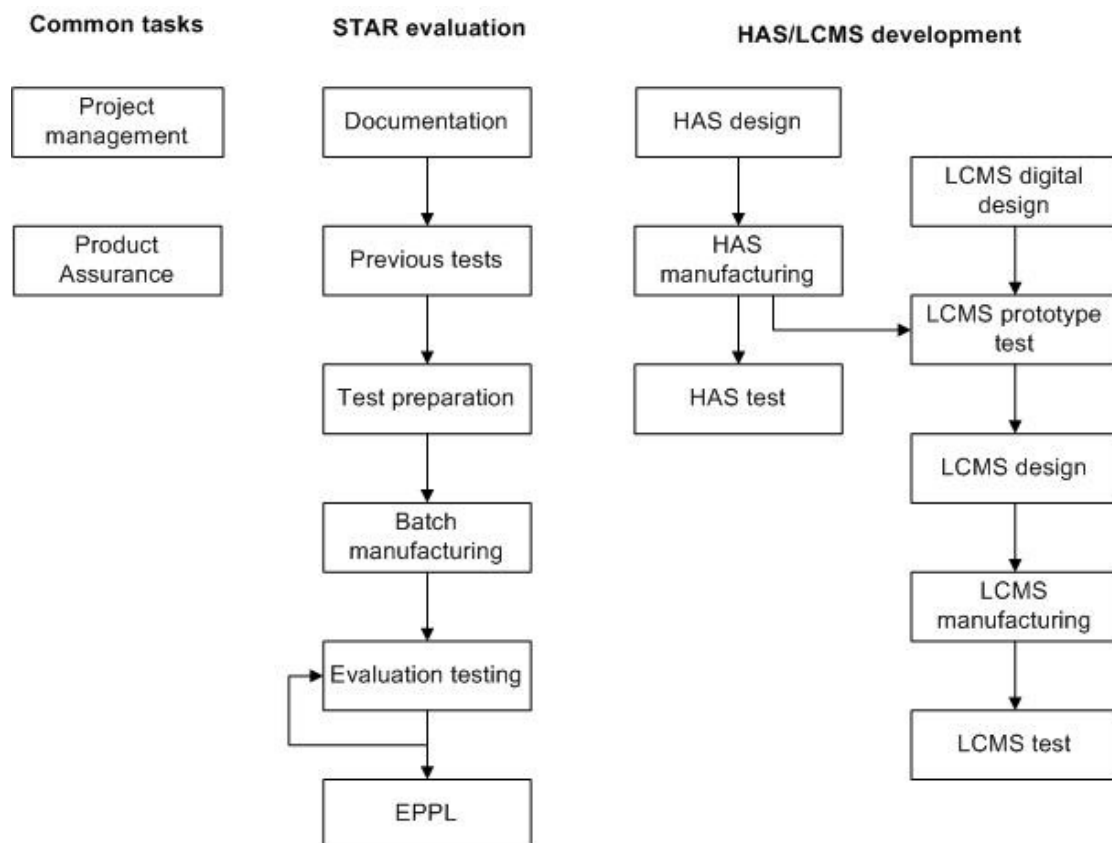 Common tasks
STAR evaluation
HAS/LCMS development
Project
management
Product
Assurance
Documentation
Previous tests
Test preparation
Batch
manufacturing
Evaluation testing
EPPL
HAS design
HAS
manufacturing
HAS test
LCMS digital
design
LCMS prototype
test
LCMS design
LCMS
manufacturing
LCMS test